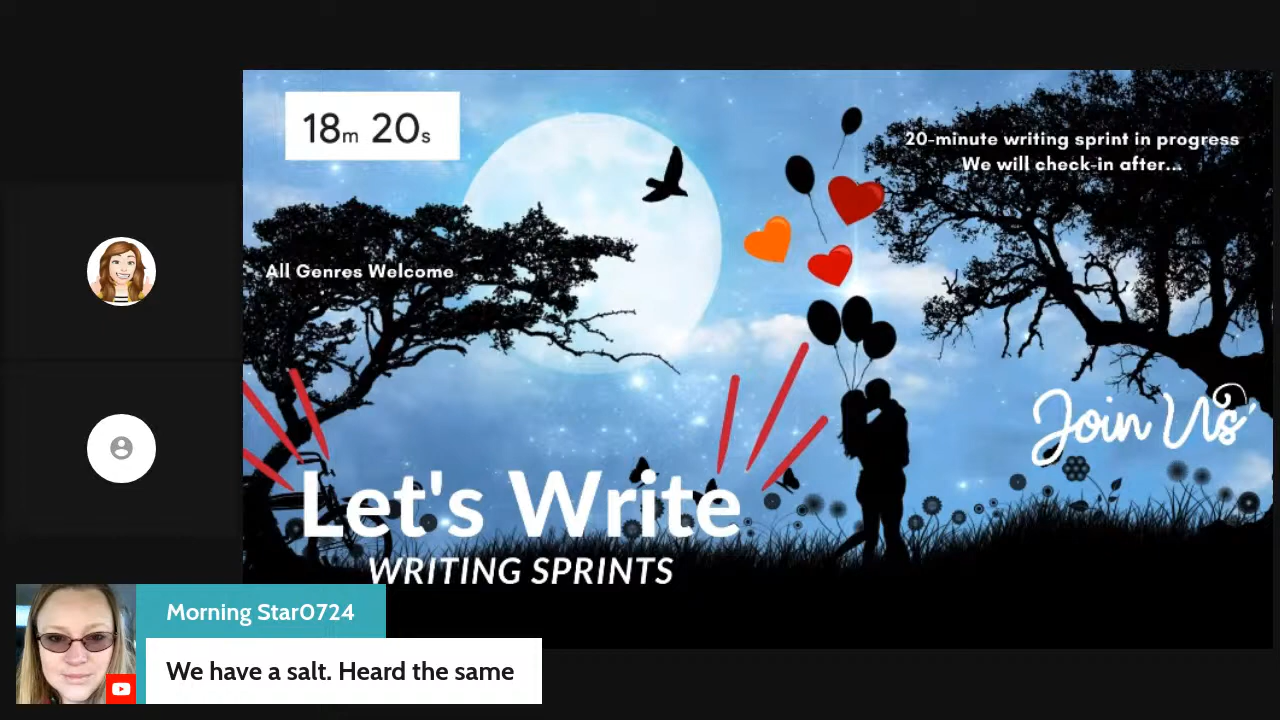 18m 20s
20-minute writing sprint in progress
We will check-in after...
All Genres Welcome
Join Us
Let's Write
WRITING SPRINTS
Morning Star0724
We have a salt. Heard the same